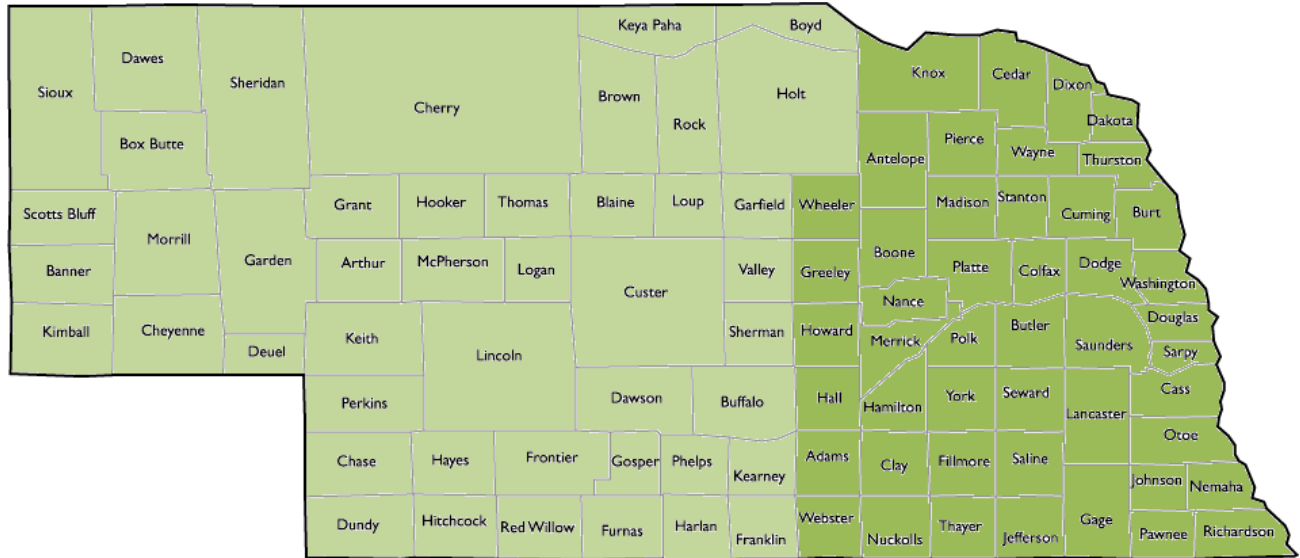 Keya Paha
Boyd
Dawes
Sheridan
Sioux
Cherry
Brown
Holt
Rock
Knox
Cedar
Dixon
Dakota
Box Butte
Antelope
Pierce
Wayne
Thurston
Scotts Bluff
Grant
Hooker
Thomas
Blaine
Loup
Garfield
Wheeler
Madison
Stanton
Cuming
Burt
Morrill
Banner
Garden
Arthur
McPherson
Logan
Custer
Valley
Greeley
Boone
Platte
Colfax
Dodge
Washington
Nance
Kimball
Cheyenne
Deuel
Keith
Lincoln
Sherman
Howard
Merrick
Polk
Butler
Saunders
Douglas
Sarpy
Perkins
Dawson
Buffalo
Hall
Hamilton
York
Seward
Lancaster
Cass
Otoe
Chase
Hayes
Frontier
Gosper
Phelps
Kearney
Adams
Clay
Fillmore
Saline
Johnson
Nemaha
Dundy
Hitchcock
Red Willow
Furnas
Harlan
Franklin
Webster
Nuckolls
Thayer
Jefferson
Gage
Pawnee
Richardson